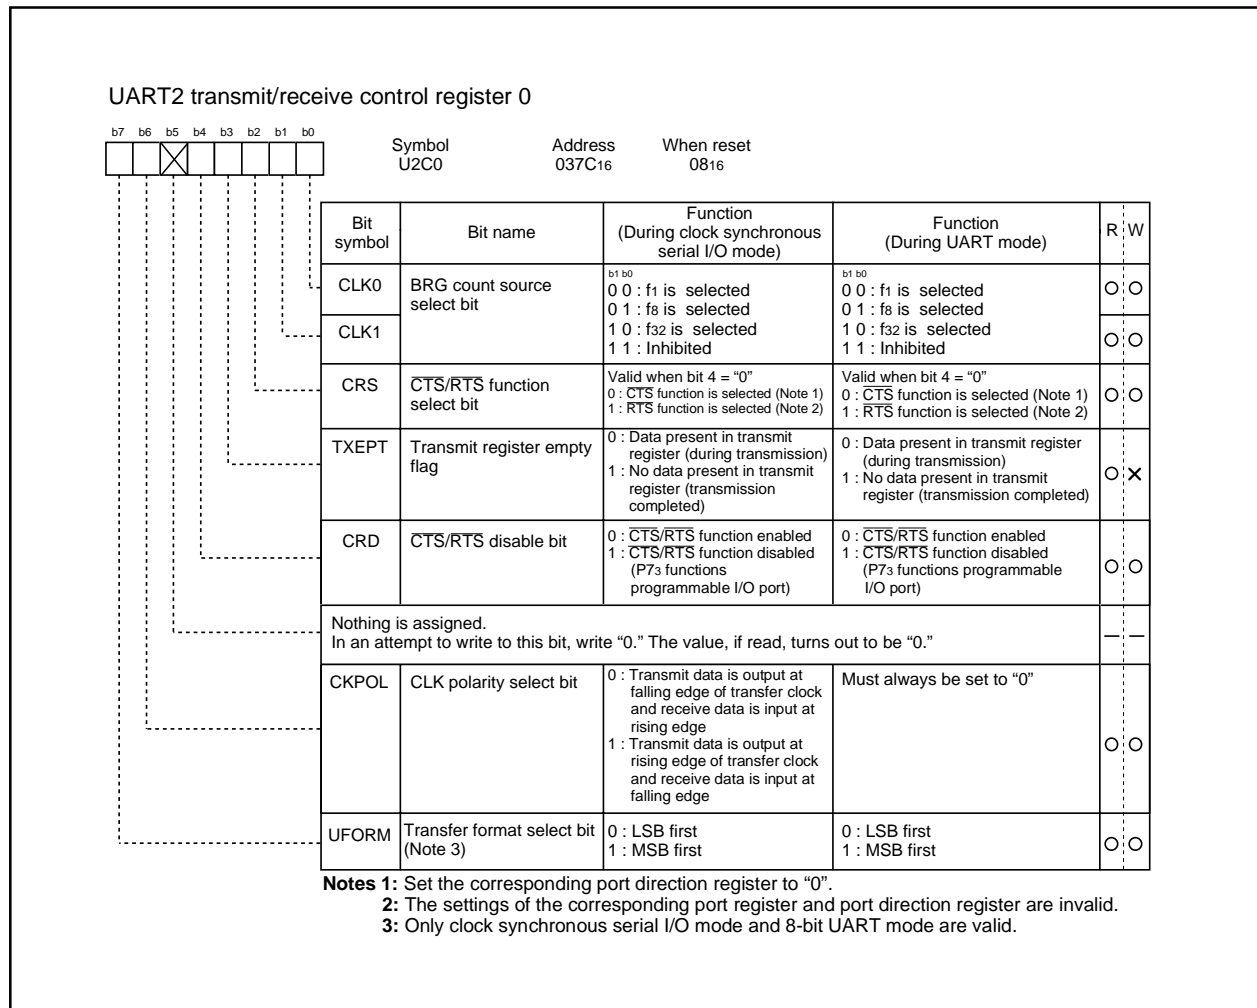 UART2 transmit/receive control register 0
b7 b6 b5 b4 b3 b2 b1 b0
Symbol Address When reset
U2C0 037C16 0816
Bit symbol Bit name Function (During clock synchronous serial I/O mode) Function (During UART mode) R W
CLK0 BRG count source select bit
CLK1
b1 b0
0 0 : f1 is selected
0 1 : f8 is selected
1 0 : f32 is selected
1 1 : Inhibited
b1 b0
0 0 : f1 is selected
0 1 : f8 is selected
1 0 : f32 is selected
1 1 : Inhibited
CRS
CTS/RTS function
select bit
Valid when bit 4 = “0”
0 : CTS function is selected (Note 1)
1 : RTS function is selected (Note 2)
Valid when bit 4 = “0”
0 : CTS function is selected (Note 1)
1 : RTS function is selected (Note 2)
TXEPT
Transmit register empty
flag
0 : Data present in transmit
register (during transmission)
1 : No data present in transmit
register (transmission
completed)
0 : Data present in transmit register
(during transmission)
1 : No data present in transmit
register (transmission completed)
CRD
CTS/RTS disable bit
0 : CTS/RTS function enabled
1 : CTS/RTS function disabled
(P73 functions
programmable I/O port)
0 : CTS/RTS function enabled
1 : CTS/RTS function disabled
(P73 functions programmable
I/O port)
Nothing is assigned.
In an attempt to write to this bit, write “0.” The value, if read, turns out to be “0.”
CKPOL
CLK polarity select bit
0 : Transmit data is output at
falling edge of transfer clock
and receive data is input at
rising edge
1 : Transmit data is output at
rising edge of transfer clock
and receive data is input at
falling edge
Must always be set to “0”
UFORM
Transfer format select bit
(Note 3)
0 : LSB first
1 : MSB first
0 : LSB first
1 : MSB first
Notes 1: Set the corresponding port direction register to “0”.
2: The settings of the corresponding port register and port direction register are invalid.
3: Only clock synchronous serial I/O mode and 8-bit UART mode are valid.